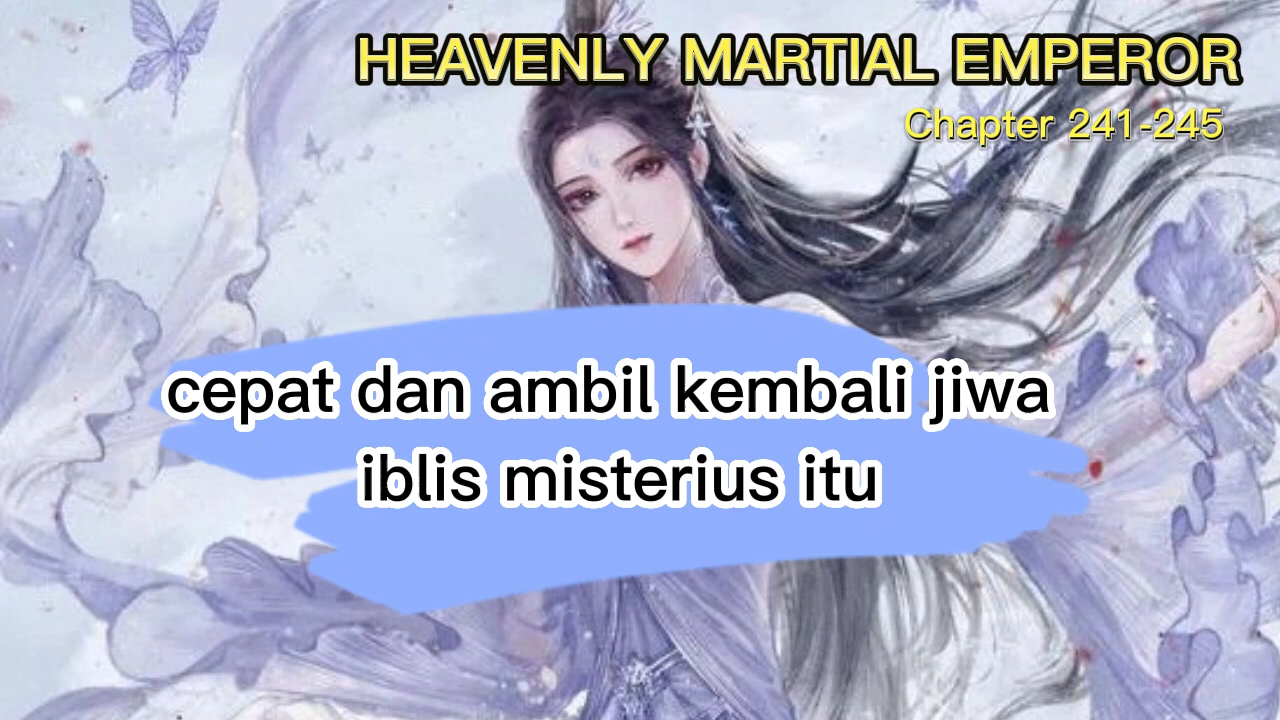 HEAVENLY MARTIAL EMPEROR
Chapter 241-245
cepat dan ambil kembali jiwa
iblis misterius itu